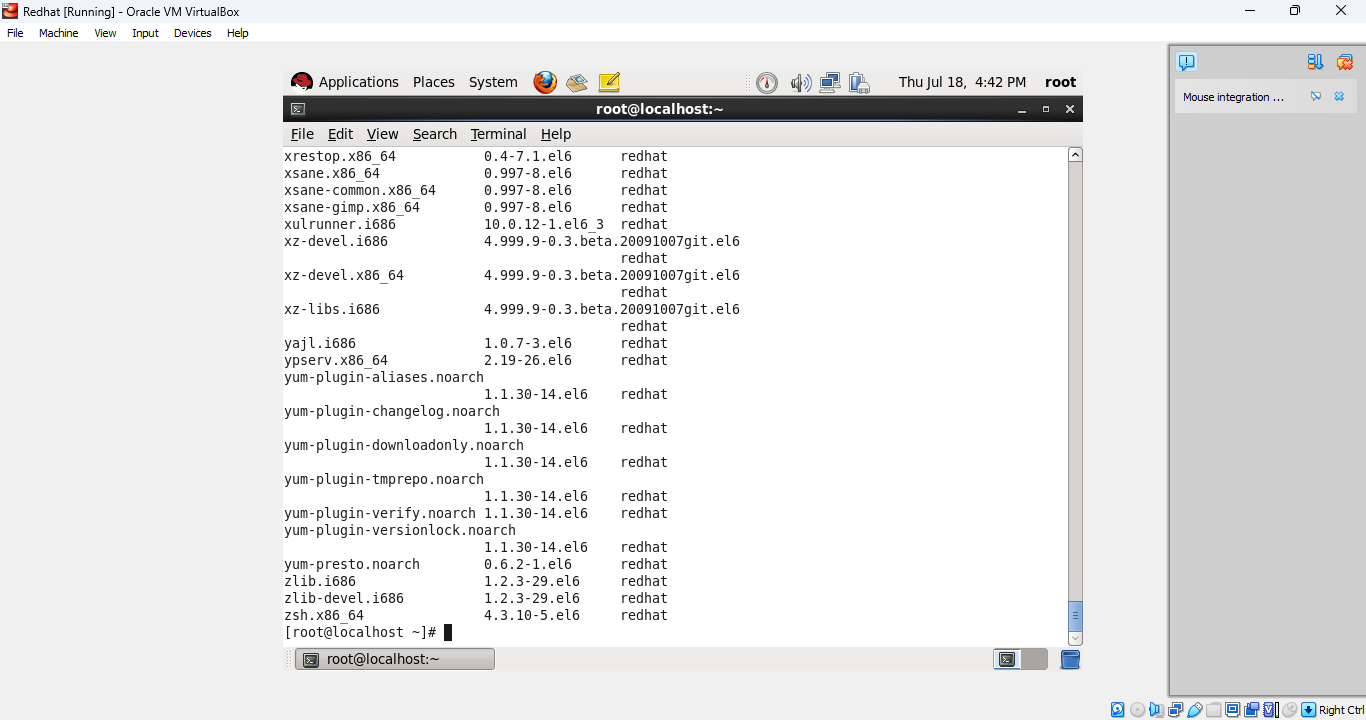 Redhat [Running] - Oracle VM VirtualBox
File Machine View Input Devices Help
Applications Places System Thu Jul 18, 4:42 PM root
Mouse integration ...
root@localhost:~
File Edit View Search Terminal Help
xrestop.x86_64 0.4-7.1.el6 redhat
xsane.x86_64 0.997-8.el6 redhat
xsane-common.x86_64 0.997-8.el6 redhat
xsane-gimp.x86_64 0.997-8.el6 redhat
xulrunner.i686 10.0.12-1.el6_3 redhat
xz-devel.i686 4.999.9-0.3.beta.20091007git.el6
redhat
xz-devel.x86_64 4.999.9-0.3.beta.20091007git.el6
redhat
xz-libs.i686 4.999.9-0.3.beta.20091007git.el6
redhat
yajl.i686 1.0.7-3.el6 redhat
ypserv.x86_64 2.19-26.el6 redhat
yum-plugin-aliases.noarch
1.1.30-14.el6 redhat
yum-plugin-changelog.noarch
1.1.30-14.el6 redhat
yum-plugin-downloadonly.noarch
1.1.30-14.el6 redhat
yum-plugin-tmprepo.noarch
1.1.30-14.el6 redhat
yum-plugin-verify.noarch 1.1.30-14.el6 redhat
yum-plugin-versionlock.noarch
1.1.30-14.el6 redhat
yum-presto.noarch 0.6.2-1.el6 redhat
zlib.i686 1.2.3-29.el6 redhat
zlib-devel.i686 1.2.3-29.el6 redhat
zsh.x86_64 4.3.10-5.el6 redhat
[root@localhost ~]#
root@localhost:~
Right Ctrl